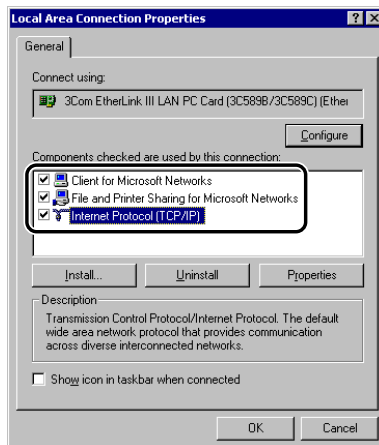 Local Area Connection Properties
General
Connect using:
3Com EtherLink III LAN PC Card (3C589B/3C589C) (Ether
Configure
Components checked are used by this connection:
Client for Microsoft Networks
File and Printer Sharing for Microsoft Networks
Internet Protocol (TCP/IP)
Install... Uninstall Properties
Description
Transmission Control Protocol/Internet Protocol. The default
wide area network protocol that provides communication
across diverse interconnected networks.
Show icon in taskbar when connected
OK Cancel